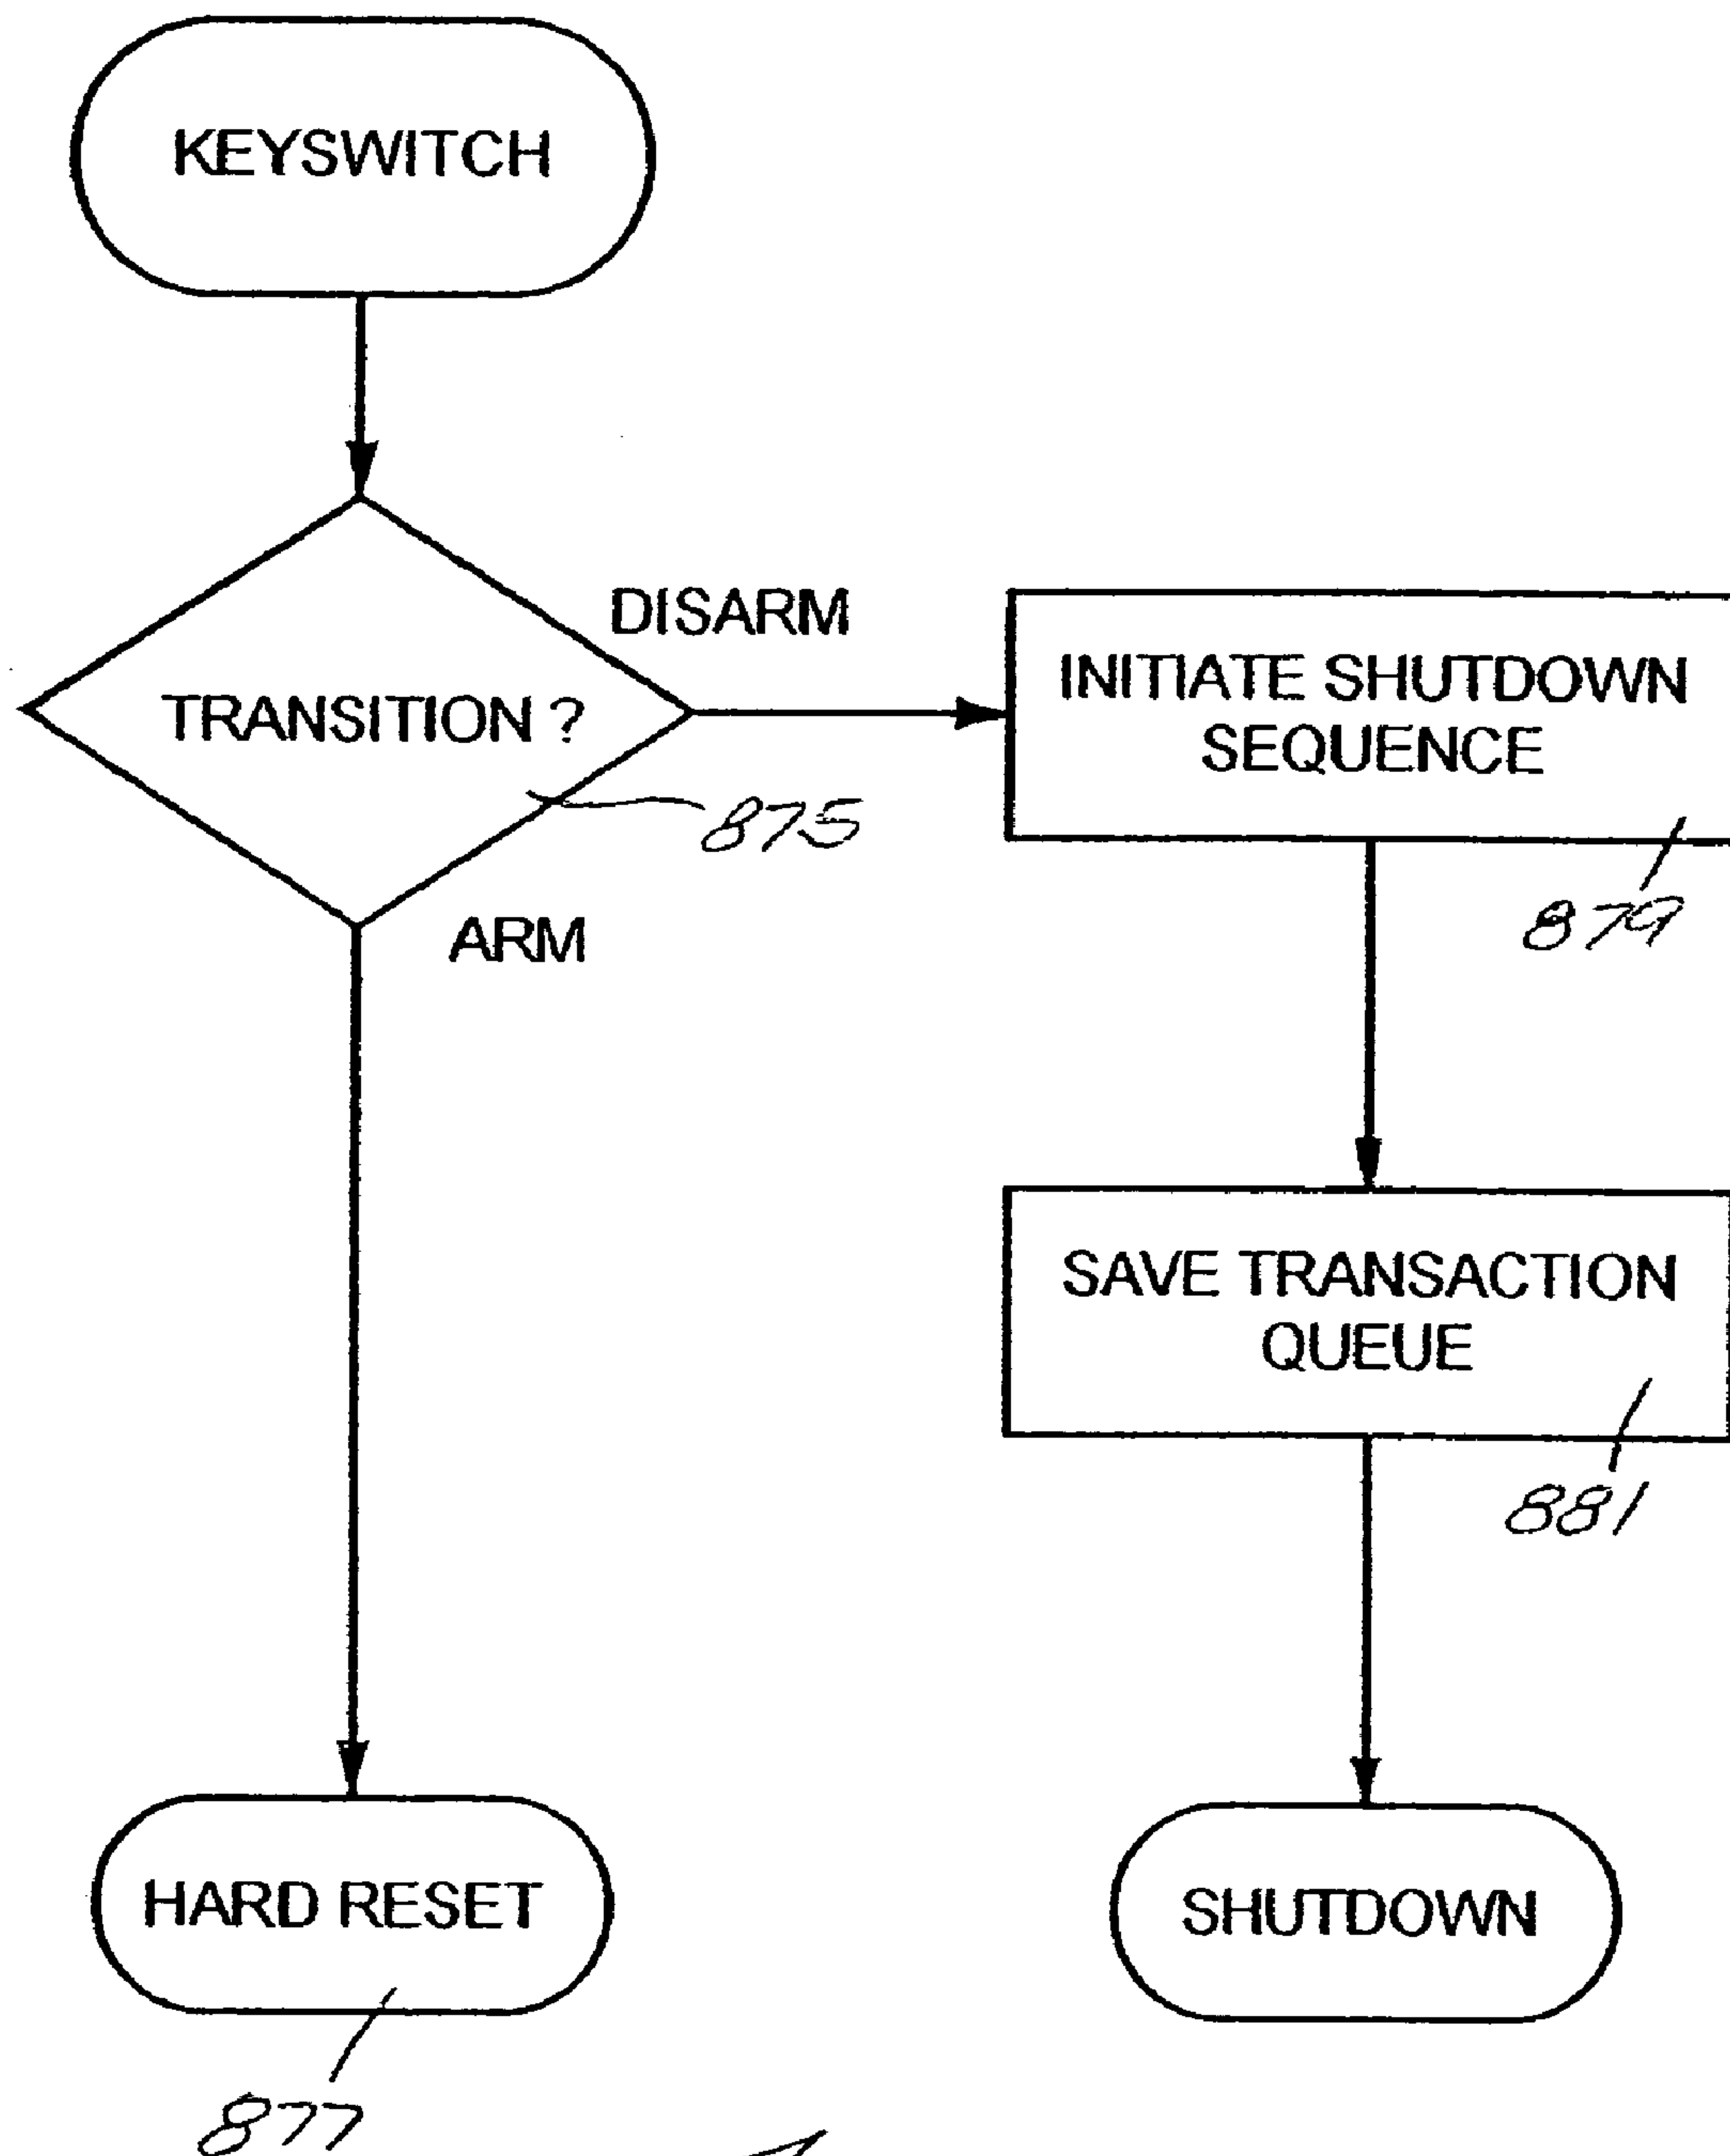 KEYSWITCH
DISARM
TRANSITION ?
875
ARM
INITIATE SHUTDOWN
SEQUENCE
879
SAVE TRANSACTION
QUEUE
881
HARD RESET
877
SHUTDOWN